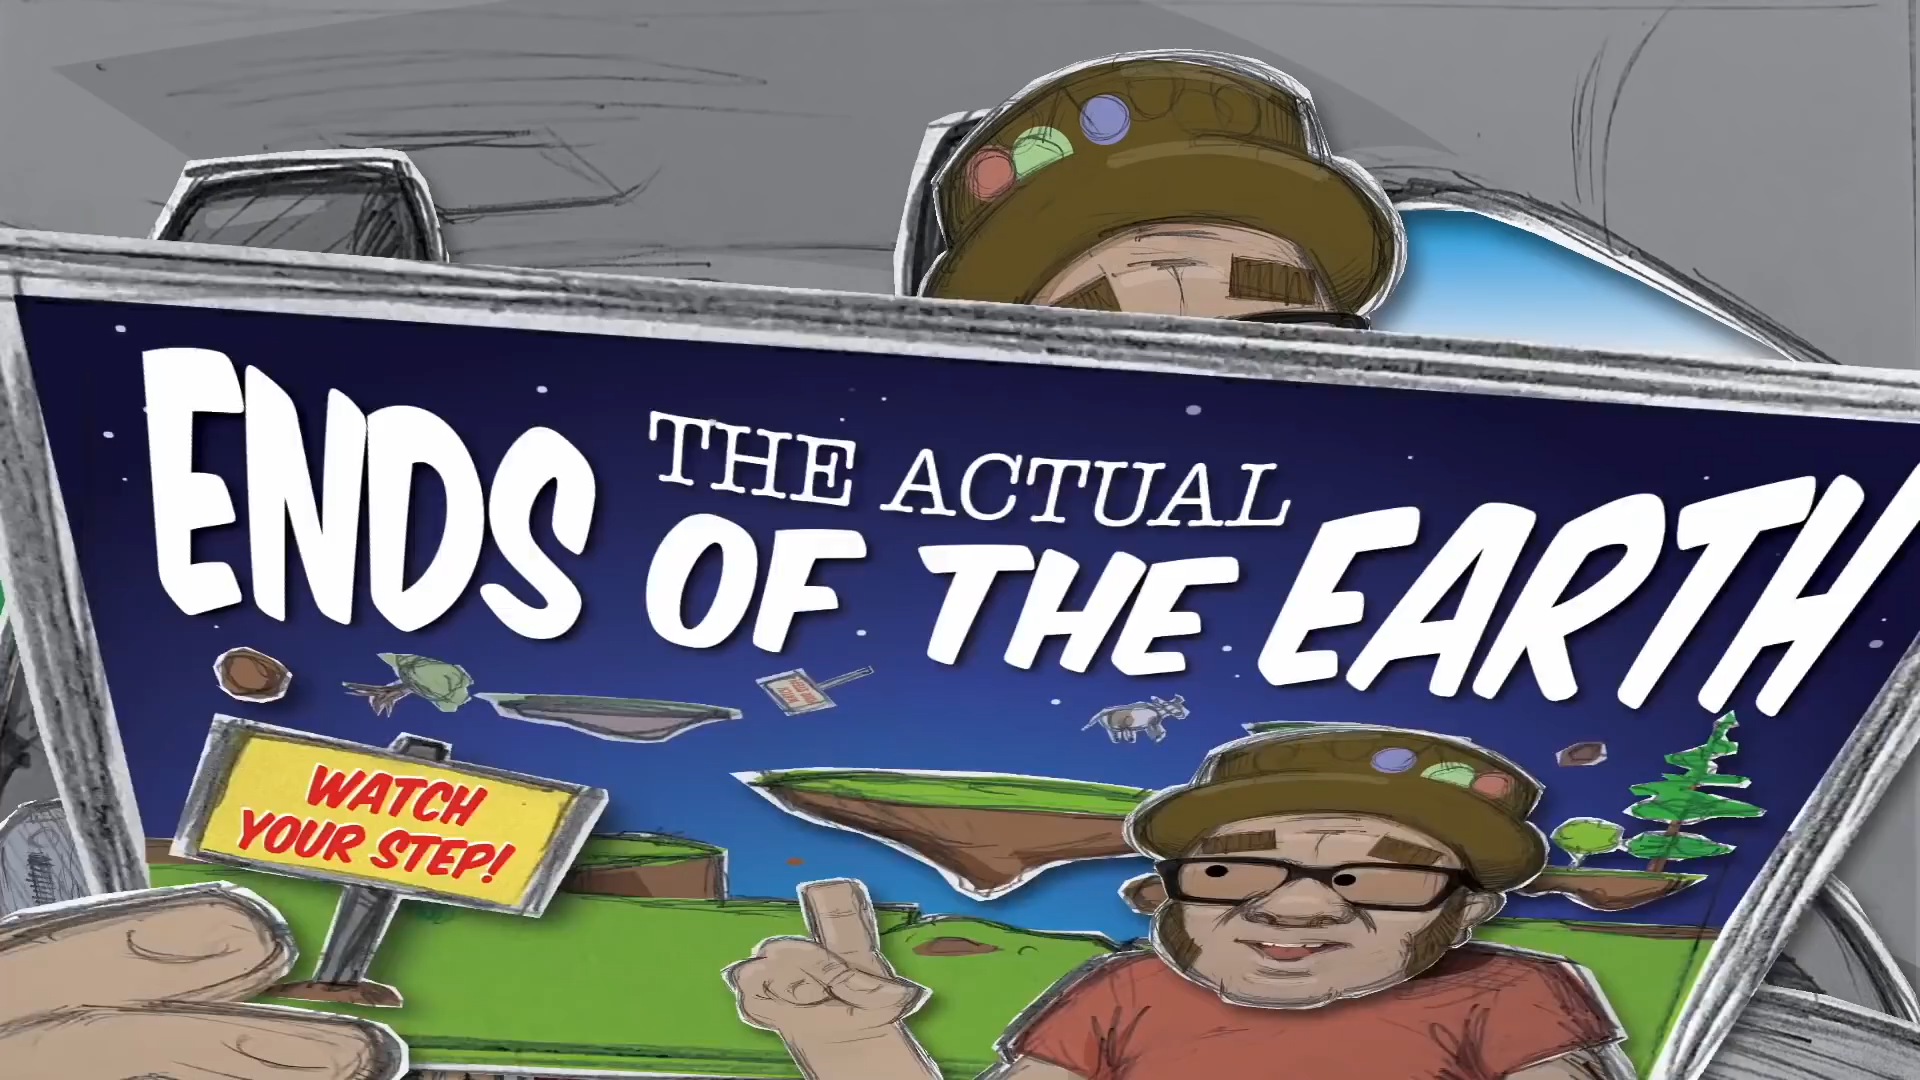 THE ACTUAL
ENDS OF THE EARTH
WATCH
YOUR STEP!